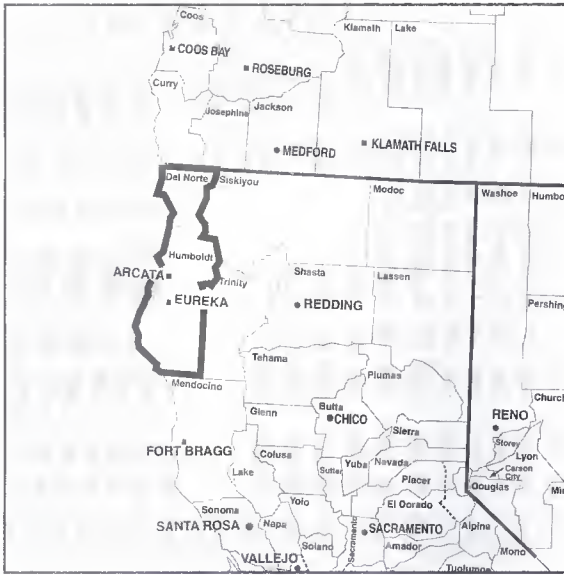 Coos
Klamath
Lake
COOS BAY
ROSEBURG
Curry
Josephine
Jackson
MEDFORD
KLAMATH FALLS
Del Norte
Siskiyou
Modoc
Washoe
Humbo
Humboldt
ARCATA
Trinity
Shasta
Lassen
EUREKA
REDDING
Pershing
Tehama
Mendocino
Plumas
Glenn
Butta
CHICO
Church
RENO
Sierra
Storey
FORT BRAGG
Colusa
Yuba
Nevada
Lyon
Lake
Sutter
Placer
Carson
City
Douglas
Mi
Yolo
El Dorado
Sonoma
SANTA ROSA
Napa
Sacramento
SACRAMENTO
Alpine
Solano
Amador
Mono
VALLEJO
Tuolumne